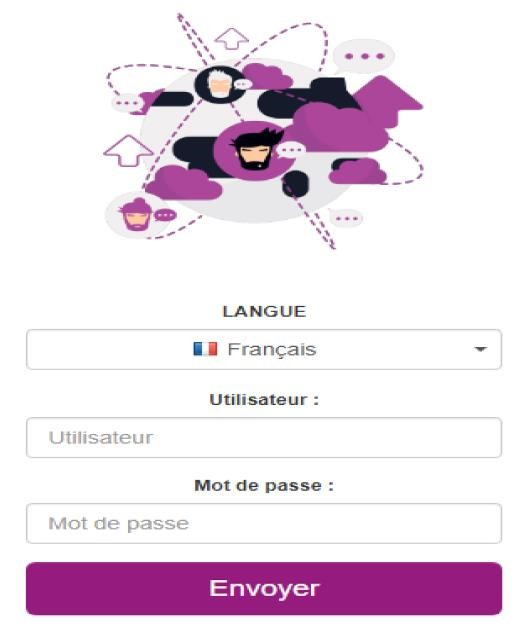 LANGUE
Français
Utilisateur :
Utilisateur
Mot de passe :
Mot de passe
Envoyer